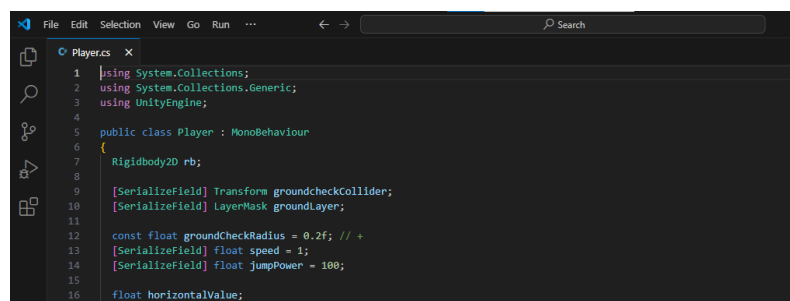 File Edit Selection View Go Run ··· ← → Search
Player.cs ×
1 using System.Collections;
2 using System.Collections.Generic;
3 using UnityEngine;
4
5 public class Player : MonoBehaviour
6 {
7 Rigidbody2D rb;
8
9 [SerializeField] Transform groundcheckCollider;
10 [SerializeField] LayerMask groundLayer;
11
12 const float groundCheckRadius = 0.2f; // +
13 [SerializeField] float speed = 1;
14 [SerializeField] float jumpPower = 100;
15
16 float horizontalValue;